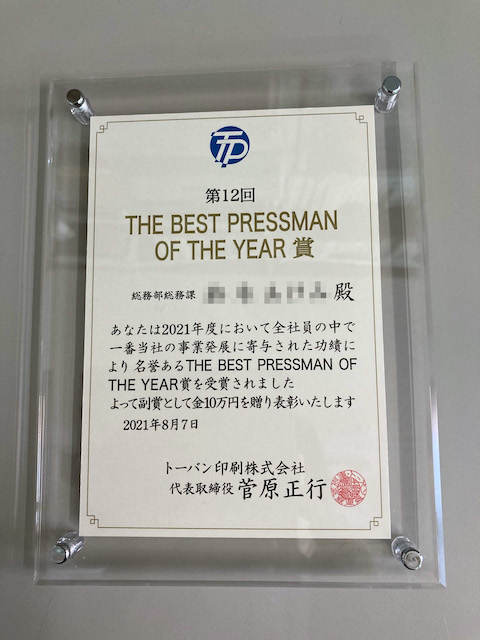 TP
第12回
THE BEST PRESSMAN
OF THE YEAR 賞
総務部総務課 殿
あなたは2021年度において全社員の中で
一番当社の事業発展に寄与された功績に
より名誉あるTHE BEST PRESSMAN OF
THE YEAR賞を受賞されました
よって副賞として金10万円を贈り表彰いたします
2021年8月7日
トーバン印刷株式会社
代表取締役 菅原正行